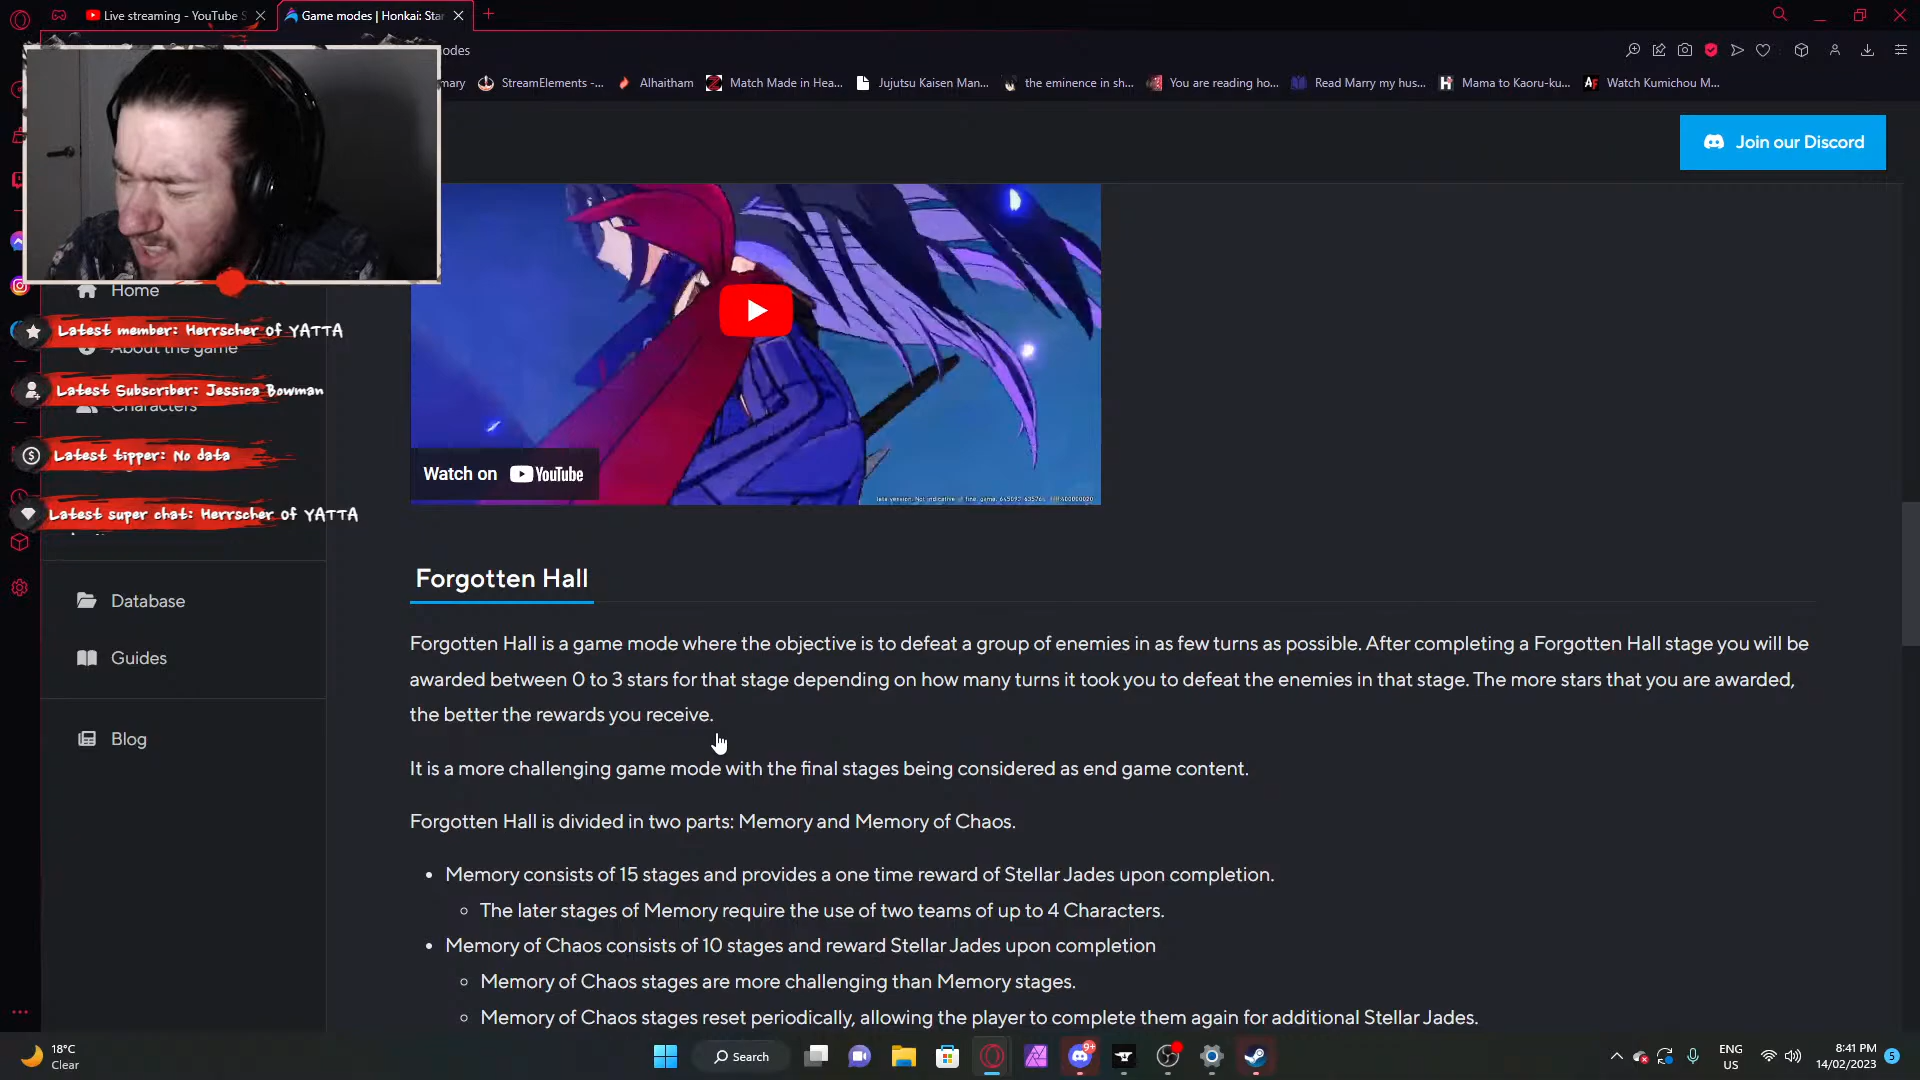 Live streaming - YouTube S
Game modes | Honkai: Star
odes
mary
StreamElements -...
Alhaitham
Match Made in Hea...
Jujutsu Kaisen Man...
the eminence in sh...
You are reading ho...
Read Marry my hus...
Mama to Kaoru-ku...
Watch Kumichou M...
Join our Discord
Home
Latest member: Herrscher of YATTA
About the game
Latest Subscriber: Jessica Bowman
Characters
Latest tipper: No data
Latest super chat: Herrscher of YATTA
Database
Guides
Blog
Watch on YouTube
Forgotten Hall
Forgotten Hall is a game mode where the objective is to defeat a group of enemies in as few turns as possible. After completing a Forgotten Hall stage you will be
awarded between 0 to 3 stars for that stage depending on how many turns it took you to defeat the enemies in that stage. The more stars that you are awarded,
the better the rewards you receive.
It is a more challenging game mode with the final stages being considered as end game content.
Forgotten Hall is divided in two parts: Memory and Memory of Chaos.
• Memory consists of 15 stages and provides a one time reward of Stellar Jades upon completion.
○ The later stages of Memory require the use of two teams of up to 4 Characters.
• Memory of Chaos consists of 10 stages and reward Stellar Jades upon completion
○ Memory of Chaos stages are more challenging than Memory stages.
○ Memory of Chaos stages reset periodically, allowing the player to complete them again for additional Stellar Jades.
18°C
Clear
Search
9+
ENG
US
8:41 PM
14/02/2023
5